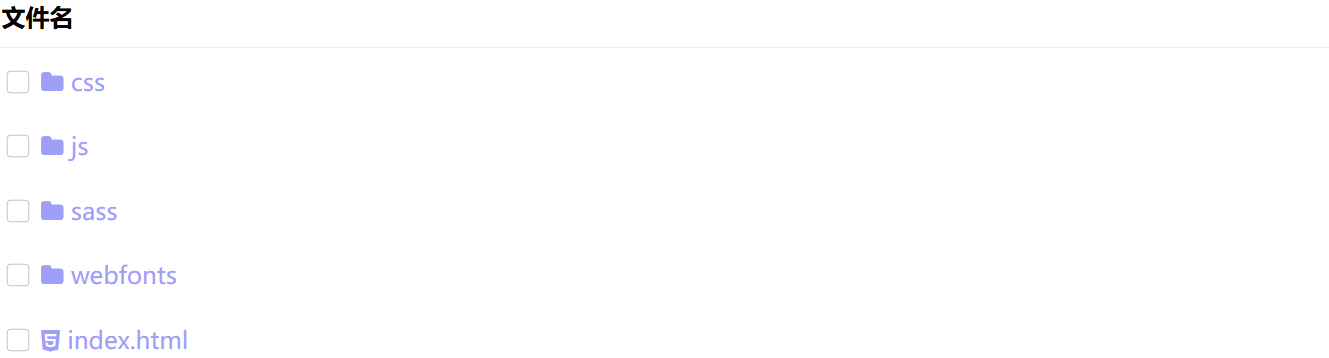 文件名
css
js
sass
webfonts
index.html